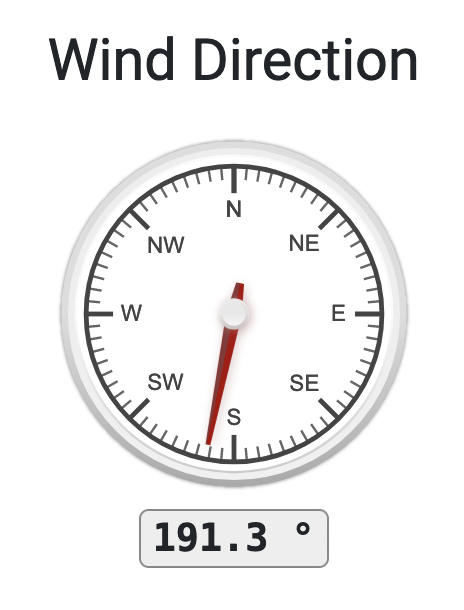 Wind Direction
N
NW NE
W E
SW SE
S
191.3 °